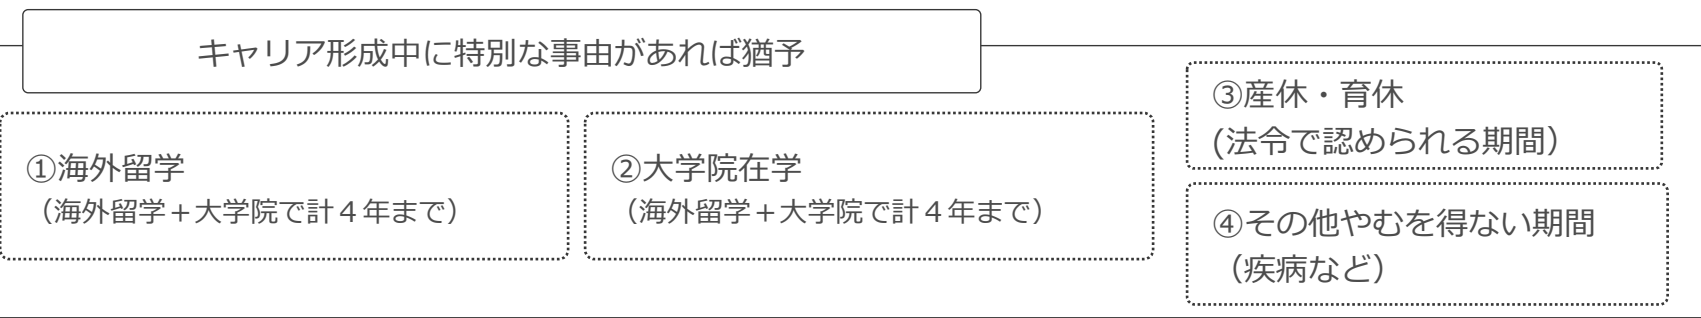 キャリア形成中に特別な事由があれば猶予
①海外留学
（海外留学＋大学院で計４年まで）
②大学院在学
（海外留学＋大学院で計４年まで）
③産休・育休
(法令で認められる期間）
④その他やむを得ない期間
（疾病など）